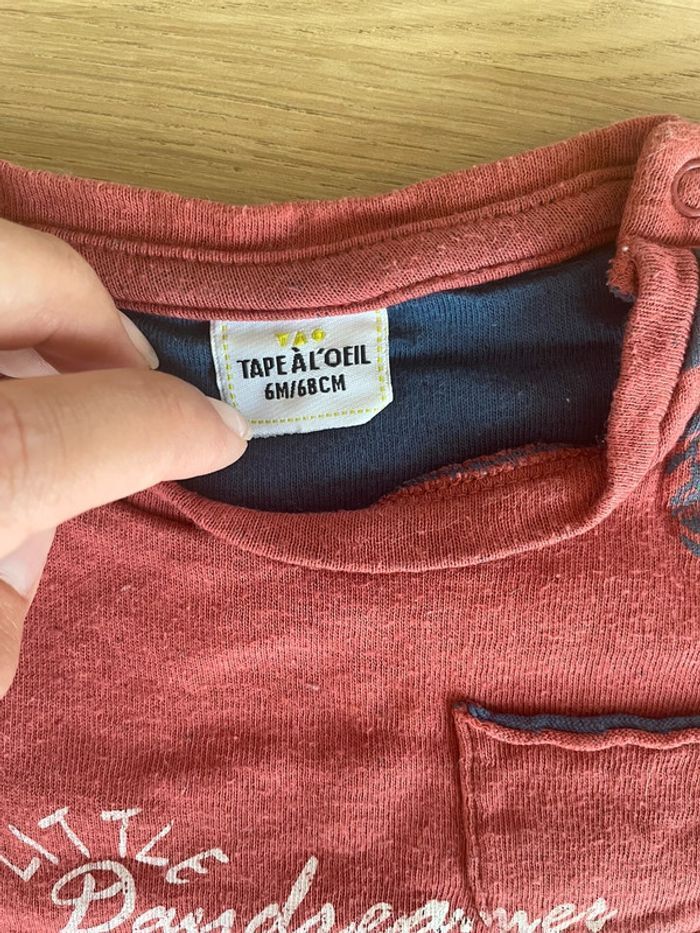 TAO
TAPE À L'OEIL
6M/68CM
LITTLE